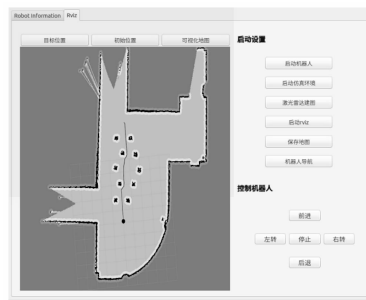 Robot Information Rviz
目标位置 初始位置 可视化地图
启动设置
启动机器人
启动仿真环境
激光雷达建图
启动rviz
保存地图
机器人导航
控制机器人
前进
左转 停止 右转
后退